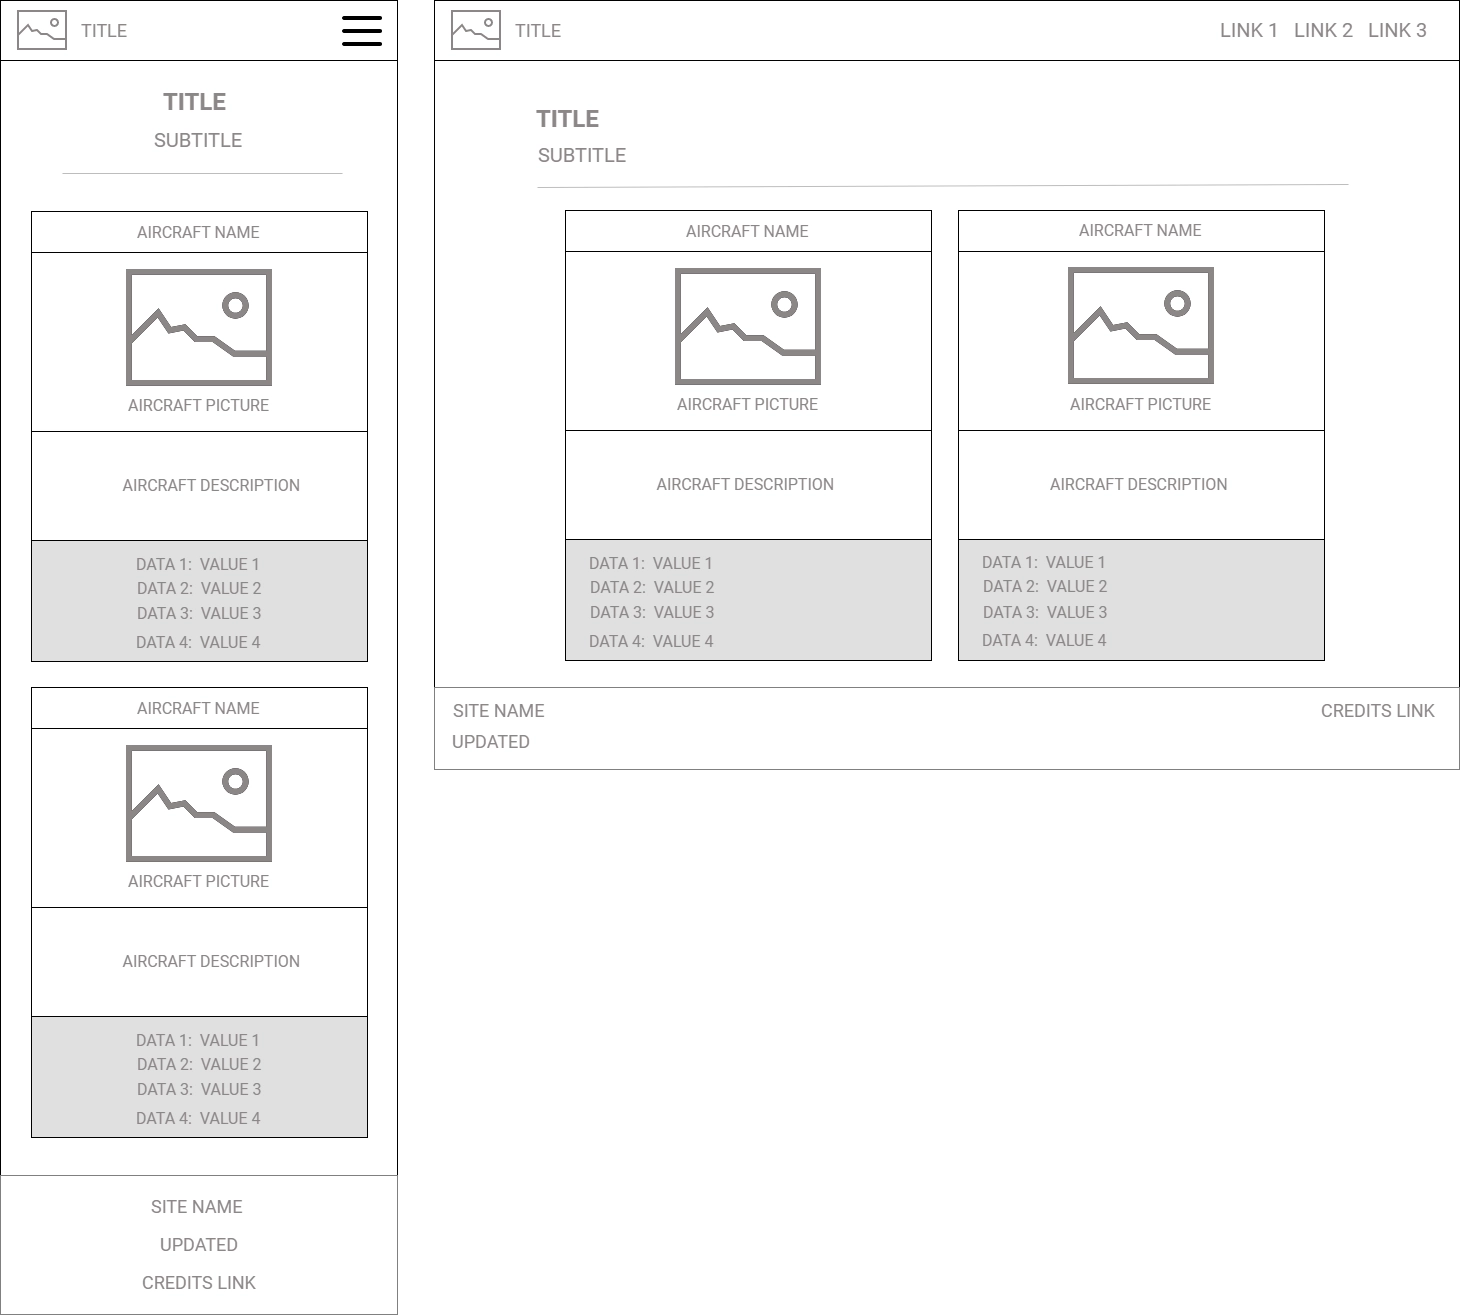 TITLE
TITLE
SUBTITLE
AIRCRAFT NAME
AIRCRAFT PICTURE
AIRCRAFT DESCRIPTION
DATA 1: VALUE 1
DATA 2: VALUE 2
DATA 3: VALUE 3
DATA 4: VALUE 4
AIRCRAFT NAME
AIRCRAFT PICTURE
AIRCRAFT DESCRIPTION
DATA 1: VALUE 1
DATA 2: VALUE 2
DATA 3: VALUE 3
DATA 4: VALUE 4
SITE NAME
UPDATED
CREDITS LINK
TITLE
LINK 1 LINK 2 LINK 3
TITLE
SUBTITLE
AIRCRAFT NAME
AIRCRAFT PICTURE
AIRCRAFT DESCRIPTION
DATA 1: VALUE 1
DATA 2: VALUE 2
DATA 3: VALUE 3
DATA 4: VALUE 4
AIRCRAFT NAME
AIRCRAFT PICTURE
AIRCRAFT DESCRIPTION
DATA 1: VALUE 1
DATA 2: VALUE 2
DATA 3: VALUE 3
DATA 4: VALUE 4
SITE NAME
UPDATED
CREDITS LINK